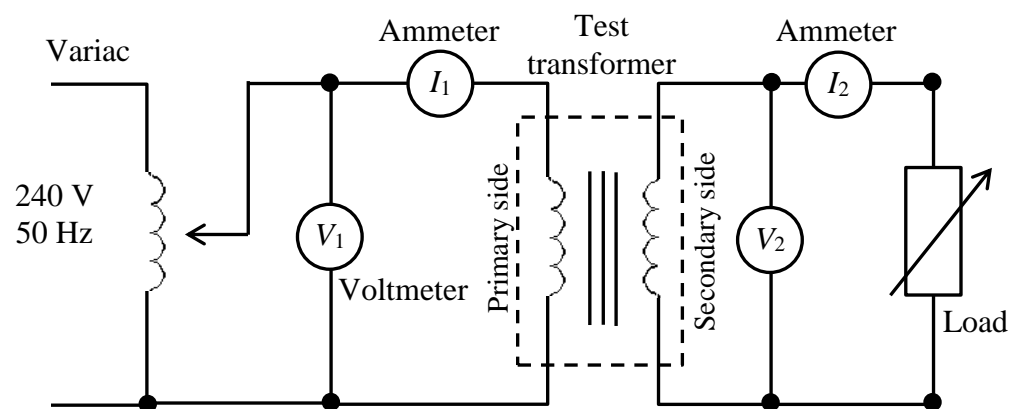 Variac
Ammeter
Test
transformer
Ammeter
I1
I2
240 V
50 Hz
V1
Voltmeter
Primary side
Secondary side
V2
Load